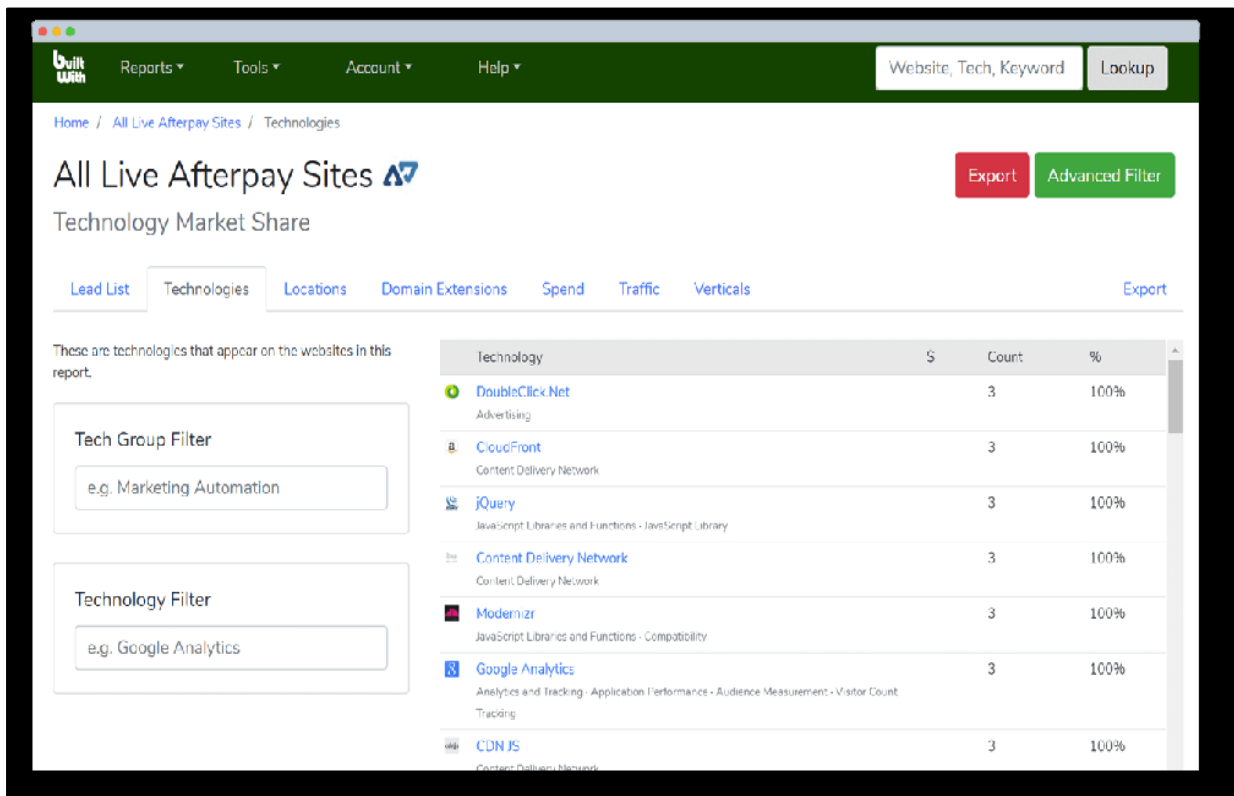 built
with
Reports Tools Account Help Website, Tech, Keyword Lookup
Home / All Live Afterpay Sites / Technologies
All Live Afterpay Sites
Export Advanced Filter
Technology Market Share
Lead List Technologies Locations Domain Extensions Spend Traffic Verticals Export
These are technologies that appear on the websites in this
report.
Tech Group Filter
e.g. Marketing Automation
Technology Filter
e.g. Google Analytics
Technology $ Count %
DoubleClick.Net 3 100%
Advertising
CloudFront 3 100%
Content Delivery Network
jQuery 3 100%
JavaScript Libraries and Functions · JavaScript Library
Content Delivery Network 3 100%
Content Delivery Network
Modernizr 3 100%
JavaScript Libraries and Functions · Compatibility
Google Analytics 3 100%
Analytics and Tracking · Application Performance · Audience Measurement · Visitor Count
Tracking
CDN JS 3 100%
Content Delivery Network